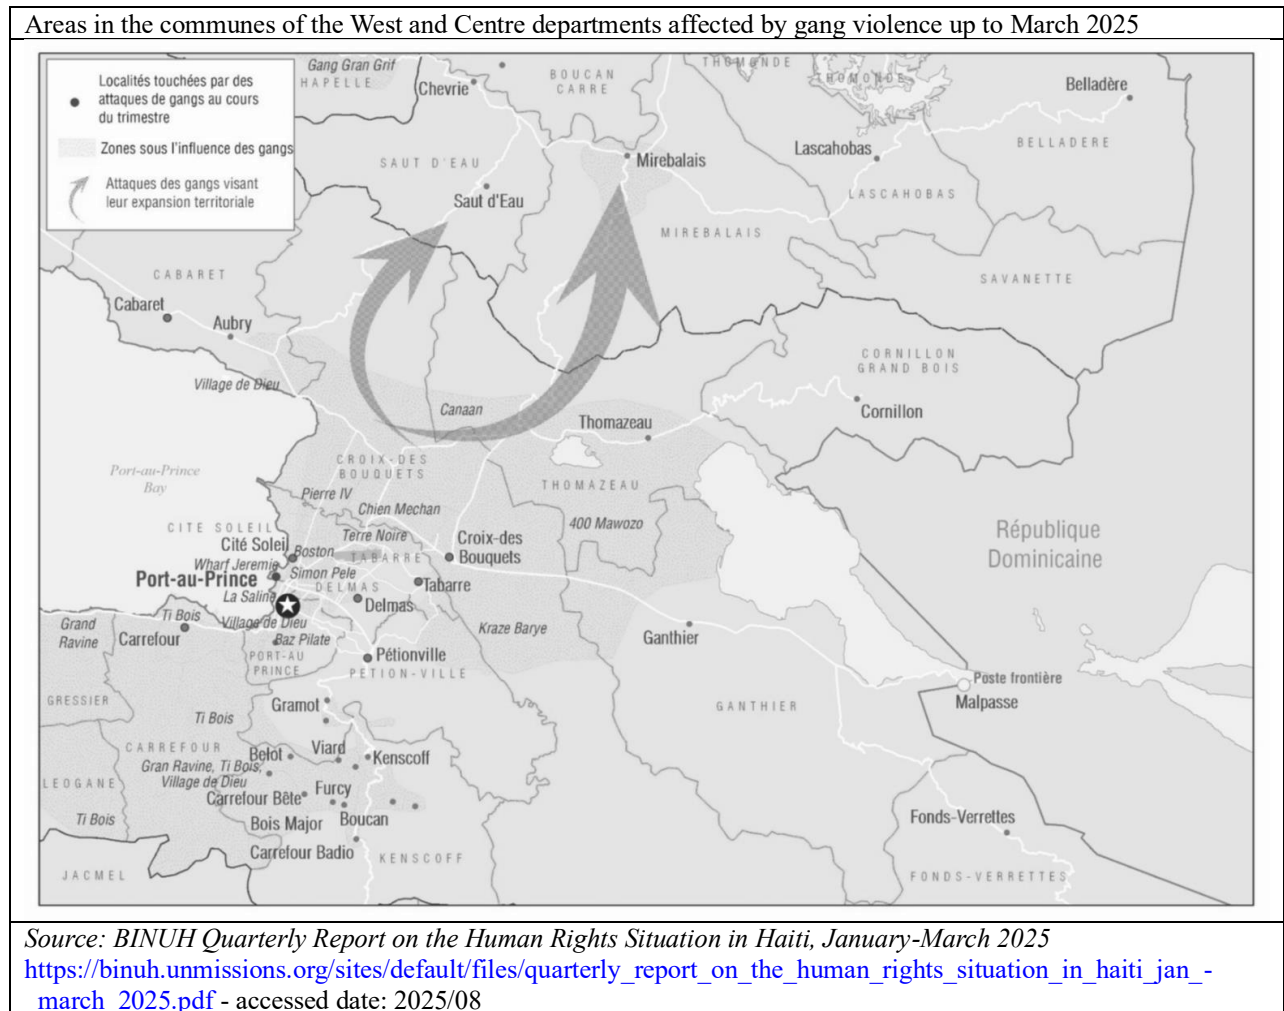 Areas in the communes of the West and Centre departments affected by gang violence up to March 2025
Localités touchées par des
attaques de gangs au cours
du trimestre
Zones sous l'influence des gangs
Attaques des gangs visant
leur expansion territoriale
Gang Gran Grif
HAPELLE
Chevrie
BOUCAN
CARRE
THOMONDE
THOMONDE
Belladère
BELLADERE
SAUT D'EAU
Mirebalais
Lascahobas
LASCAHOBAS
Saut d'Eau
MIREBALAIS
SAVANETTE
CABARET
Cabaret
Aubry
Village de Dieu
Canaan
CORNILLON
GRAND BOIS
Cornillon
Thomazeau
CROIX-DES
BOUQUETS
THOMAZEAU
Port-au-Prince
Bay
Pierre IV
Chien Mechan
400 Mawozo
République
Dominicaine
CITE SOLEIL
Terre Noire
Cité Soleil
Boston
TABARRE
Croix-des
Bouquets
Wharf Jeremie
Simon Pele
Port-au-Prince
DELMAS
Tabarre
La Saline
Delmas
Ti Bois
Village de Dieu
Grand
Ravine
Carrefour
Baz Pilate
Kraze Barye
Ganthier
PORT-AU
PRINCE
Pétionville
PETION-VILLE
Poste frontière
Malpasse
GRESSIER
Gramot
GANTHIER
Ti Bois
CARREFOUR
Belot
Viard
Kenscoff
Gran Ravine, Ti Bois,
Village de Dieu
LEOGANE
Carrefour Bête
Furcy
Ti Bois
Bois Major
Boucan
Fonds-Verrettes
Carrefour Badio
KENSCOFF
JACMEL
FONDS-VERRETTES
Source: BINUH Quarterly Report on the Human Rights Situation in Haiti, January-March 2025
https://binuh.unmissions.org/sites/default/files/quarterly_report_on_the_human_rights_situation_in_haiti_jan_-
_march_2025.pdf - accessed date: 2025/08